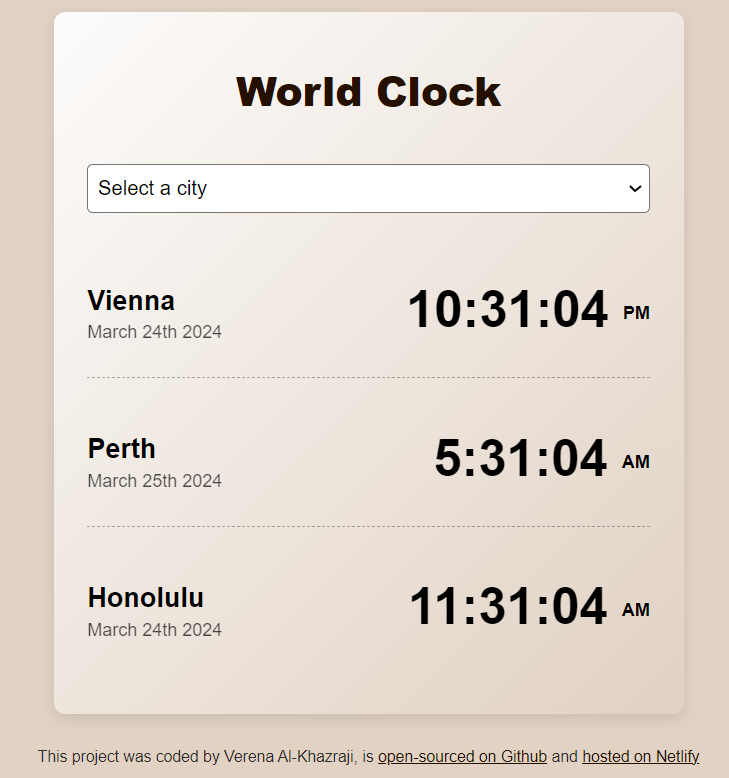 World Clock
Select a city
Vienna
10:31:04 PM
March 24th 2024
Perth
5:31:04 AM
March 25th 2024
Honolulu
11:31:04 AM
March 24th 2024
This project was coded by Verena Al-Khazraji, is open-sourced on Github and hosted on Netlify